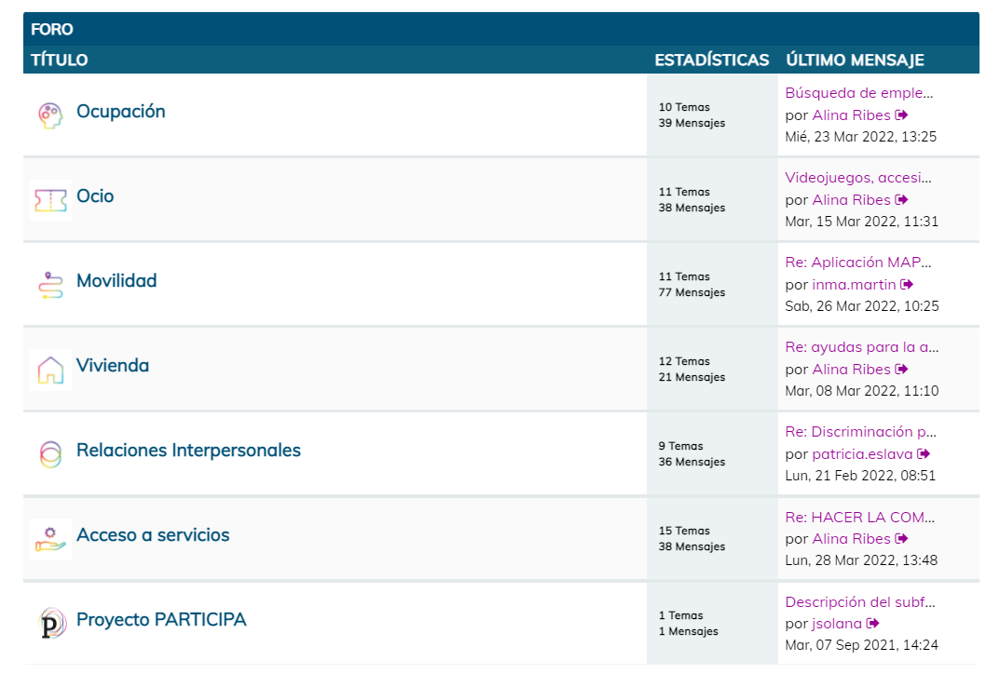 FORO
TÍTULO ESTADÍSTICAS ÚLTIMO MENSAJE
Ocupación
10 Temas
39 Mensajes
Búsqueda de emple...
por Alina Ribes
Mié, 23 Mar 2022, 13:25
Ocio
11 Temas
38 Mensajes
Videojuegos, accesi...
por Alina Ribes
Mar, 15 Mar 2022, 11:31
Movilidad
11 Temas
77 Mensajes
Re: Aplicación MAP...
por inma.martin
Sab, 26 Mar 2022, 10:25
Vivienda
12 Temas
21 Mensajes
Re: ayudas para la a...
por Alina Ribes
Mar, 08 Mar 2022, 11:10
Relaciones Interpersonales
9 Temas
36 Mensajes
Re: Discriminación p...
por patricia.eslava
Lun, 21 Feb 2022, 08:51
Acceso a servicios
15 Temas
38 Mensajes
Re: HACER LA COM...
por Alina Ribes
Lun, 28 Mar 2022, 13:48
P
Proyecto PARTICIPA
1 Temas
1 Mensajes
Descripción del subf...
por jsolana
Mar, 07 Sep 2021, 14:24